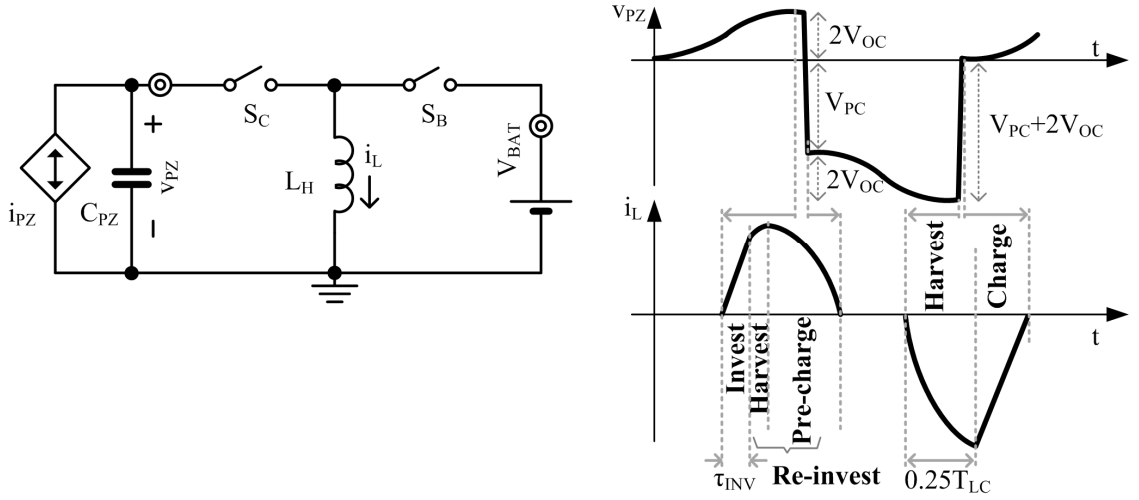 S_C
S_B
+
i_L
V_BAT
L_H
v_PZ
i_PZ
C_PZ
–
v_PZ
2V_OC
t
V_PC
V_PC+2V_OC
2V_OC
i_L
Harvest
Charge
t
Invest
Harvest
Pre-charge
τ_INV
Re-invest
0.25T_LC